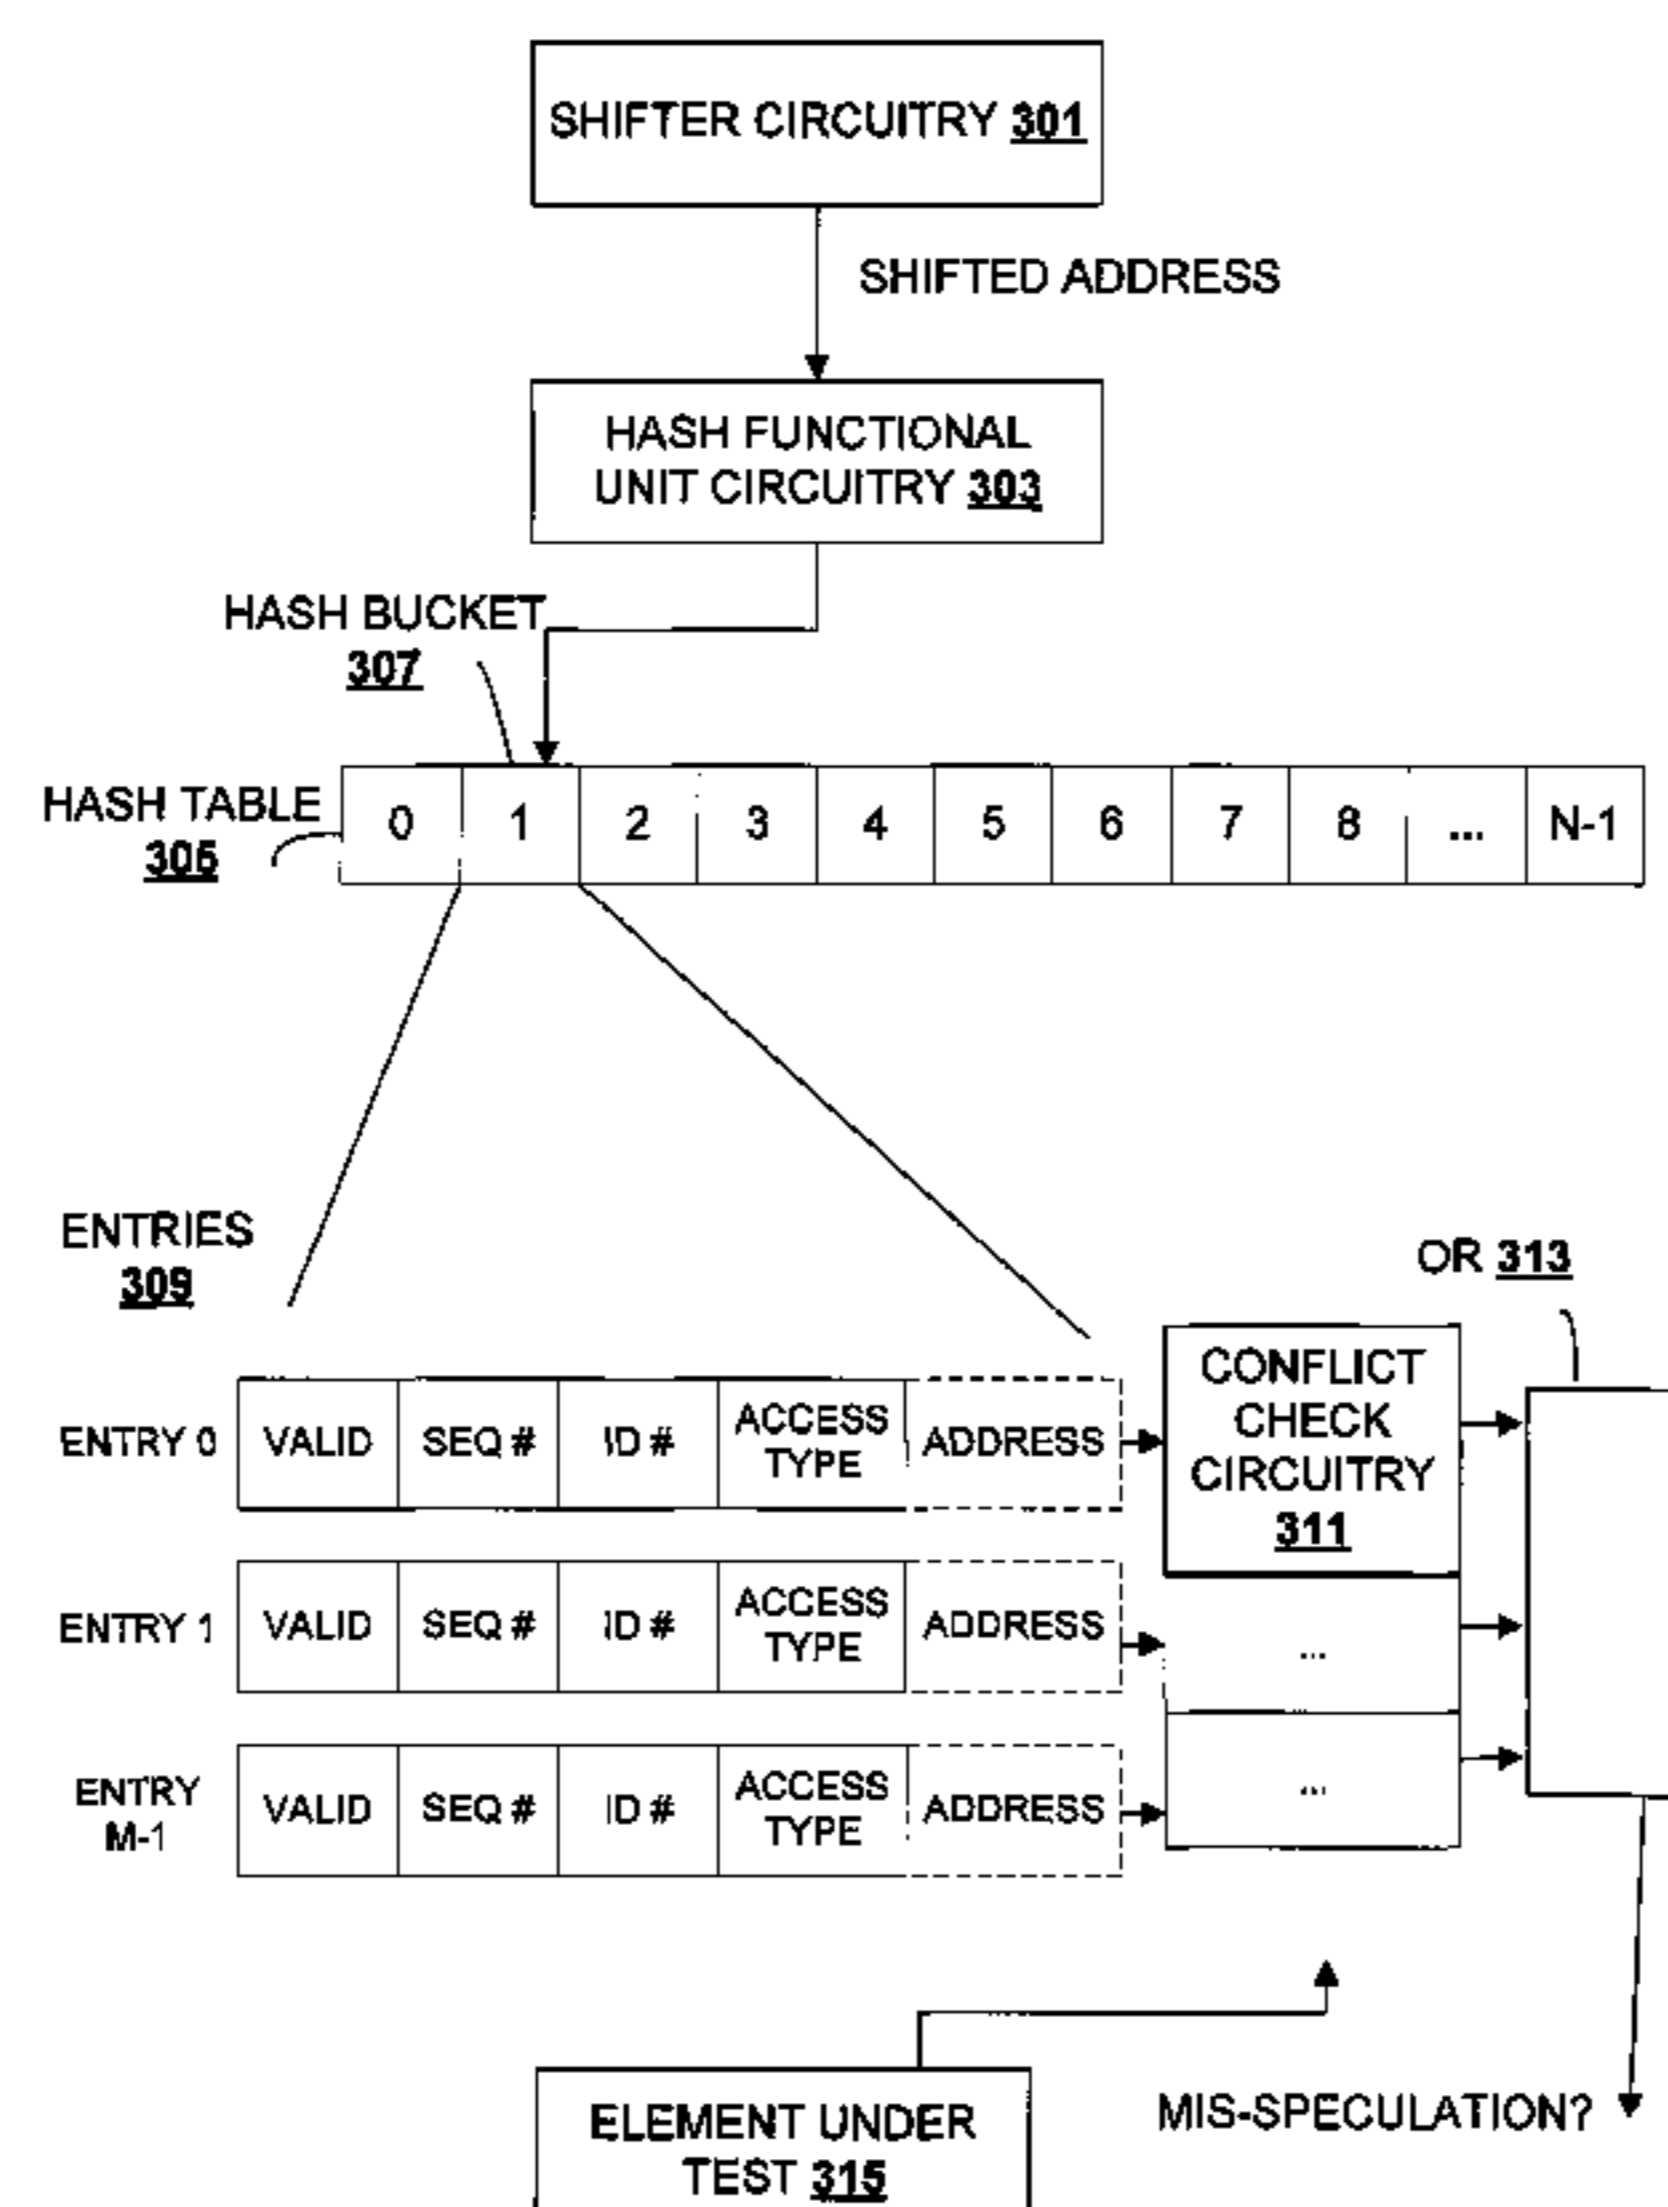 SHIFTER CIRCUITRY 301
SHIFTED ADDRESS
HASH FUNCTIONAL
UNIT CIRCUITRY 303
HASH BUCKET
307
HASH TABLE
305
0 1 2 3 4 5 6 7 8 ... N-1
ENTRIES
309
OR 313
CONFLICT
CHECK
CIRCUITRY
311
ENTRY 0 VALID SEQ # ID # ACCESS TYPE ADDRESS
ENTRY 1 VALID SEQ # ID # ACCESS TYPE ADDRESS
...
ENTRY M-1 VALID SEQ # ID # ACCESS TYPE ADDRESS
...
ELEMENT UNDER
TEST 315
MIS-SPECULATION?